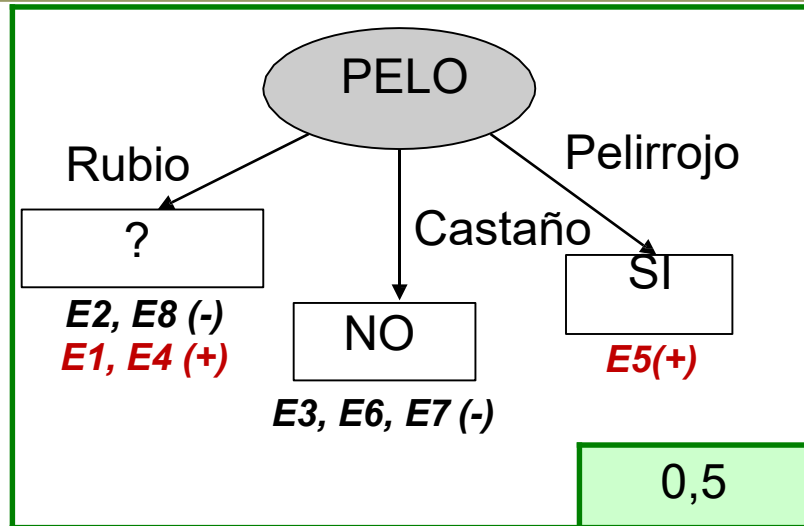 PELO
Rubio
Pelirrojo
Castaño
?
SI
E2, E8 (-)
E1, E4 (+)
NO
E5(+)
E3, E6, E7 (-)
0,5